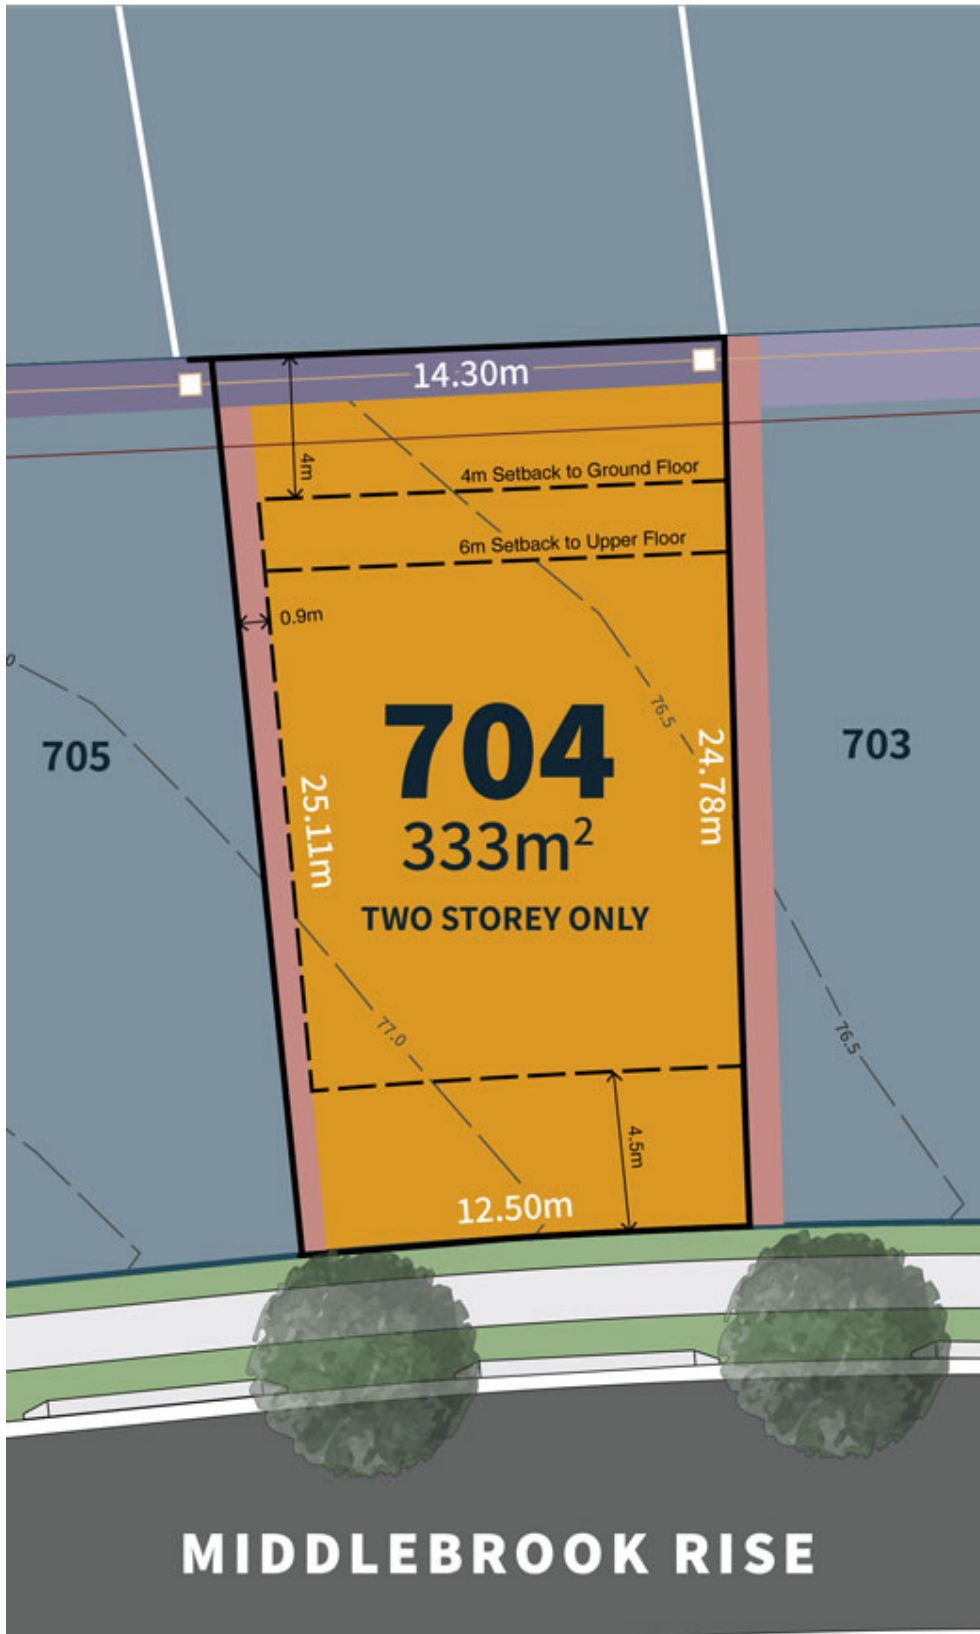 14.30m
4m
4m Setback to Ground Floor
6m Setback to Upper Floor
0.9m
0
76.5
704
24.78m
703
705
25.11m
333m²
TWO STOREY ONLY
77.0
76.5
4.5m
12.50m
MIDDLEBROOK RISE